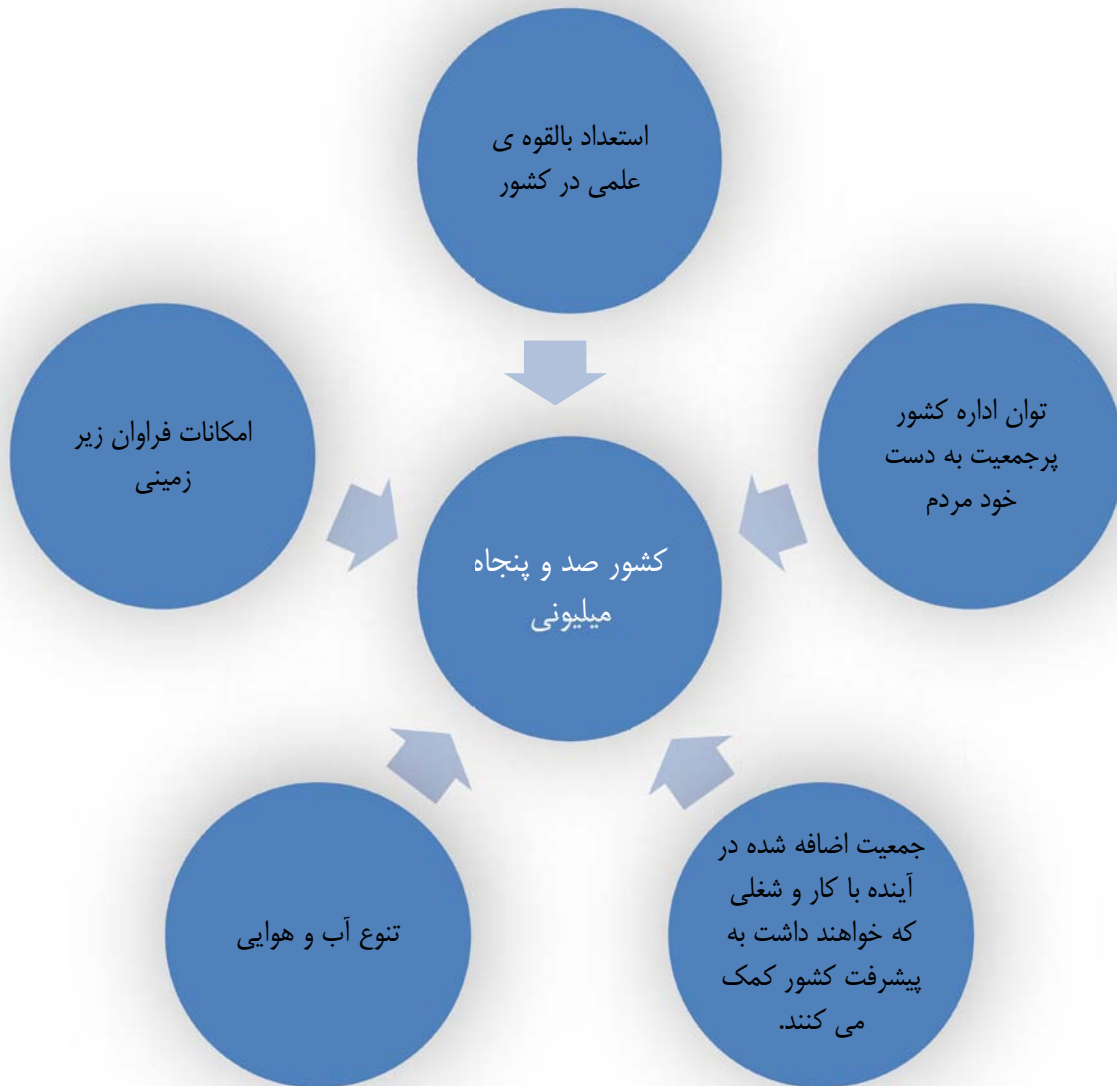 استعداد بالقوه ی
علمی در کشور
توان اداره کشور
پرجمعیت به دست
خود مردم
امکانات فراوان زیر
زمینی
کشور صد و پنجاه
میلیونی
جمعیت اضافه شده در
آینده با کار و شغلی
که خواهند داشت به
پیشرفت کشور کمک
می کنند.
تنوع آب و هوایی